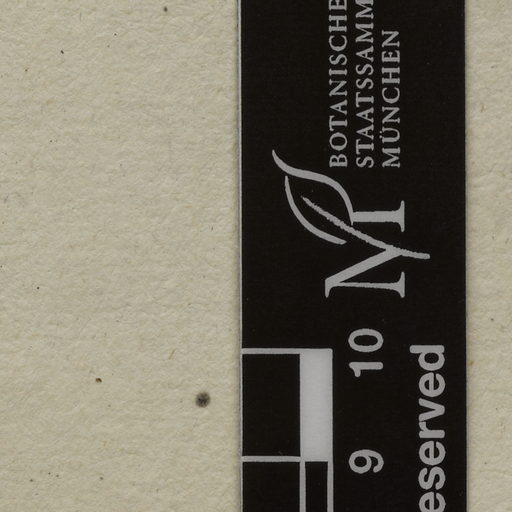 BOTANISCHE
STAATSSAMM
MÜNCHEN
M
9 10
eserved